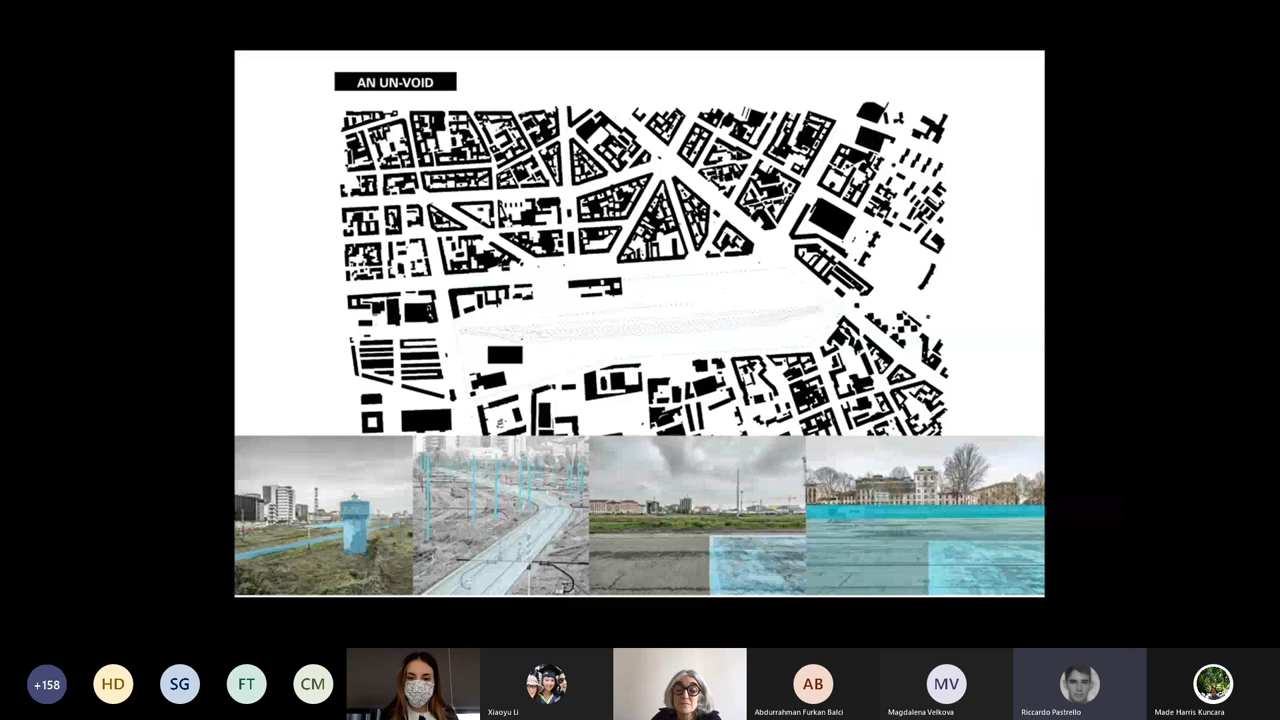 AN UN-VOID
+158
HD
SG
FT
CM
Xiaoyu Li
AB
Abdurrahman Furkan Balci
MV
Magdalena Velkova
Riccardo Pastrello
Made Harris Kuncara